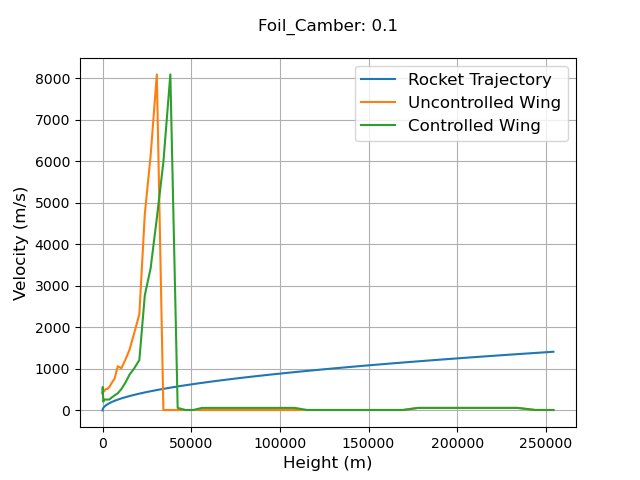 Foil_Camber: 0.1
Rocket Trajectory
Uncontrolled Wing
Controlled Wing
Velocity (m/s)
8000
7000
6000
5000
4000
3000
2000
1000
0
0 50000 100000 150000 200000 250000
Height (m)